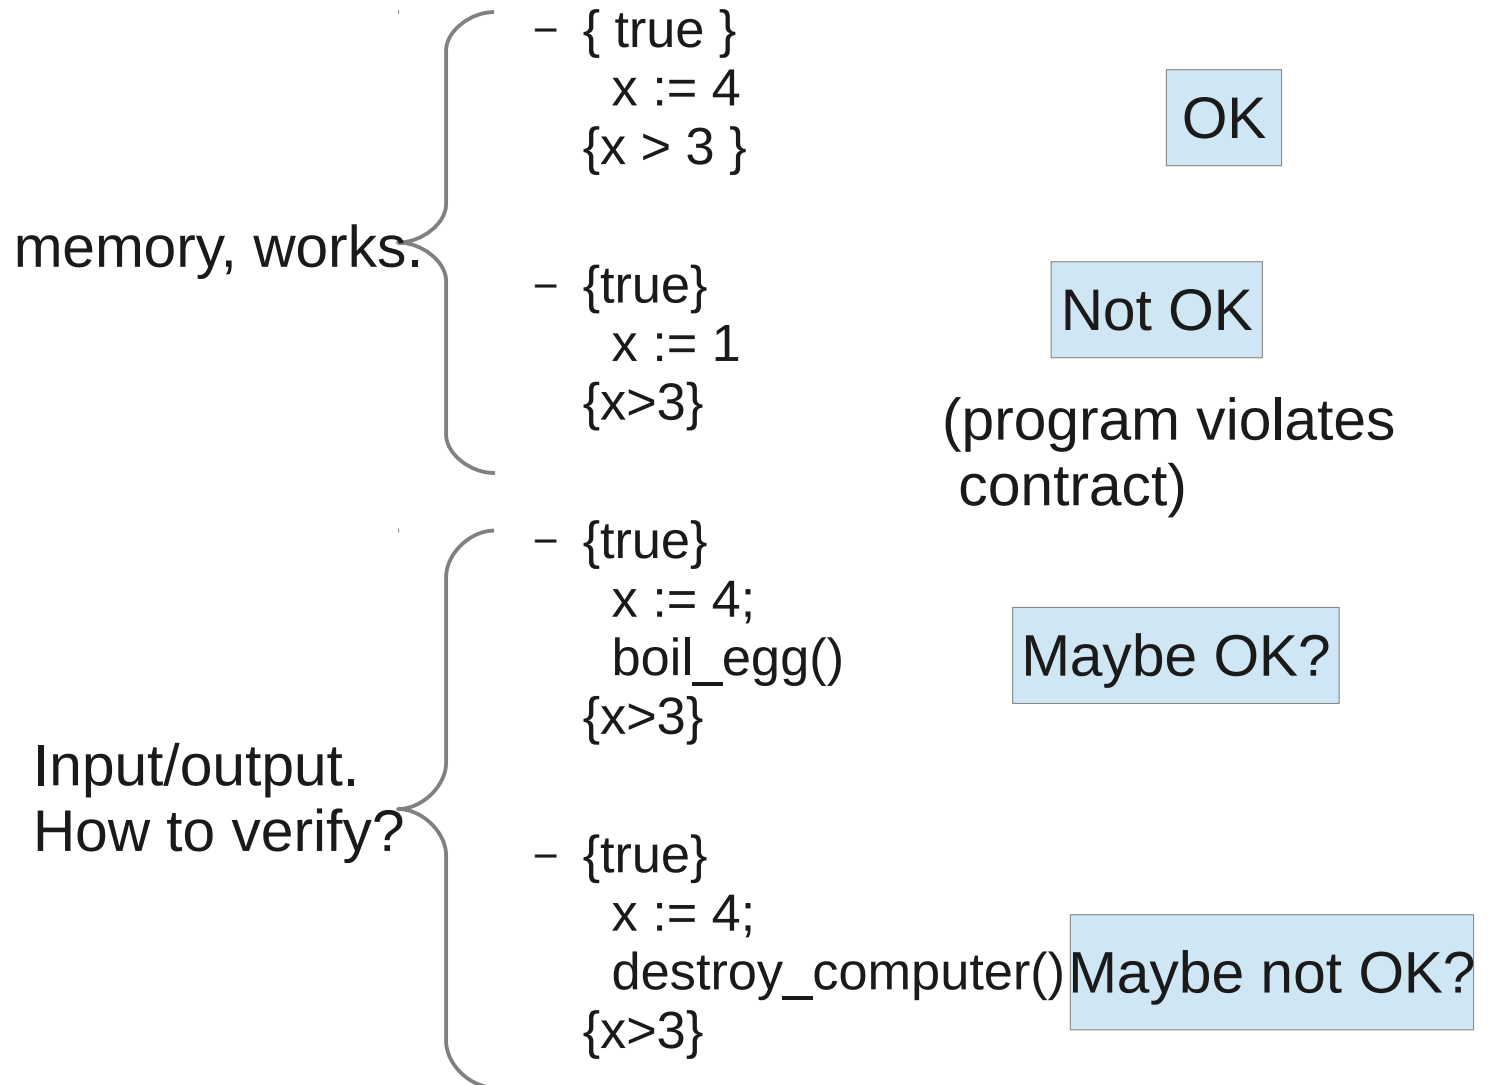 – { true }
x := 4
{x > 3 }
OK
memory, works.
– {true}
x := 1
{x>3}
Not OK
(program violates
contract)
– {true}
x := 4;
boil_egg()
{x>3}
Maybe OK?
Input/output.
How to verify?
– {true}
x := 4;
destroy_computer()
{x>3}
Maybe not OK?